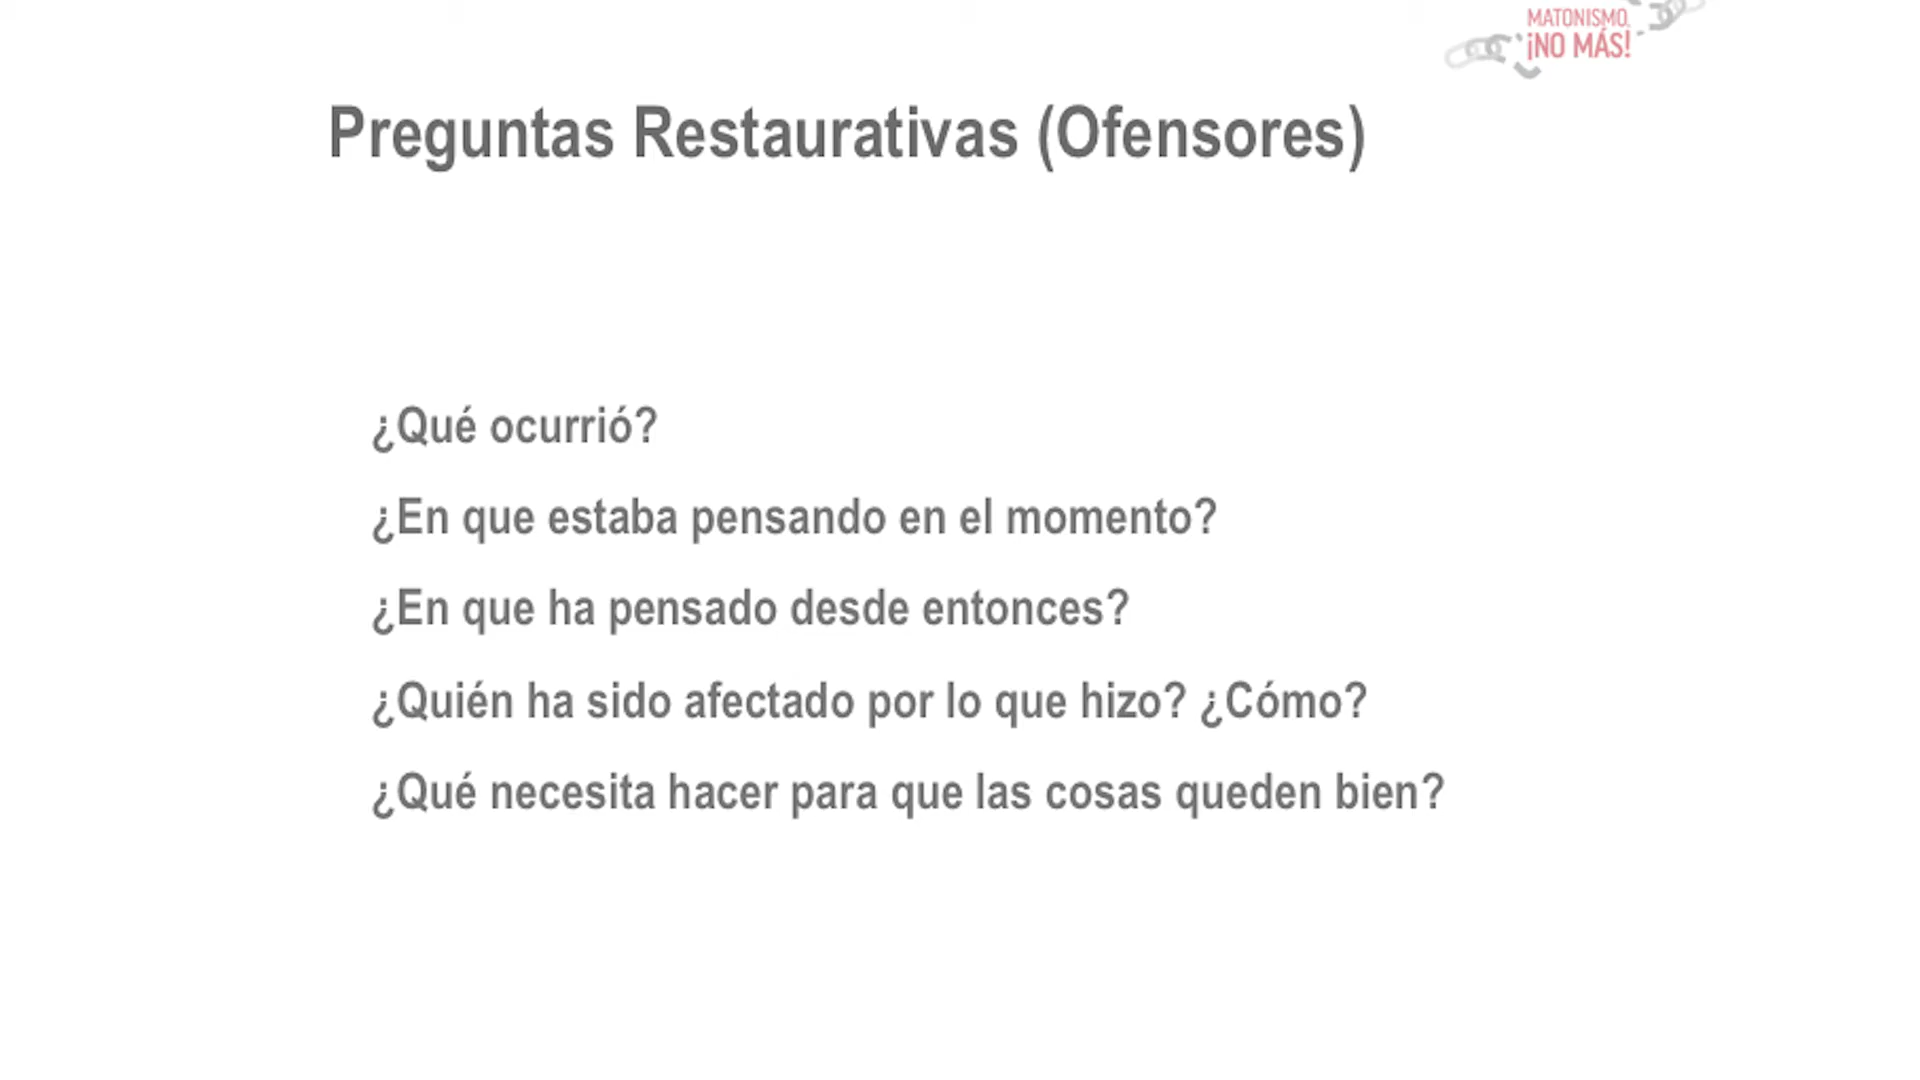 MATONISMO,
¡NO MÁS!
Preguntas Restaurativas (Ofensores)
¿Qué ocurrió?
¿En que estaba pensando en el momento?
¿En que ha pensado desde entonces?
¿Quién ha sido afectado por lo que hizo? ¿Cómo?
¿Qué necesita hacer para que las cosas queden bien?